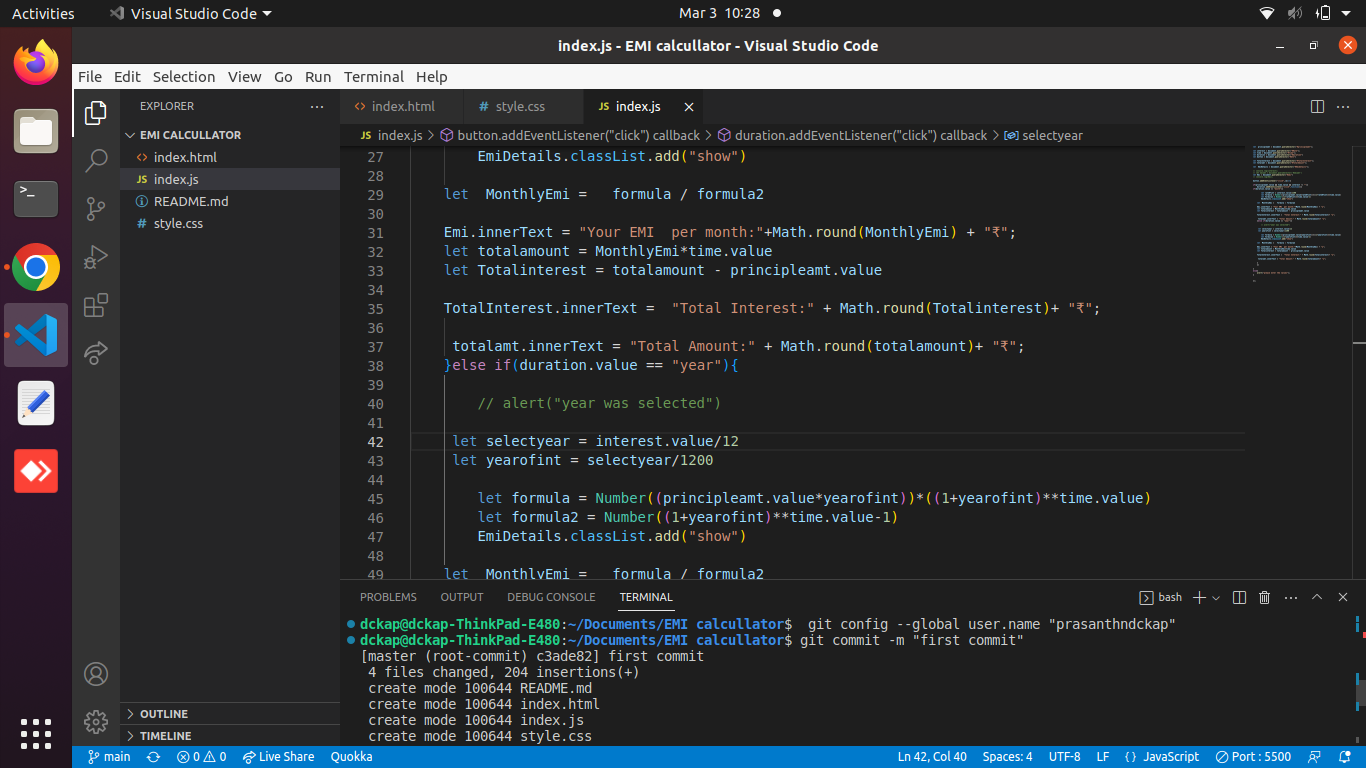 Activities Visual Studio Code Mar 3 10:28
index.js - EMI calcullator - Visual Studio Code
File Edit Selection View Go Run Terminal Help
EXPLORER
EMI CALCULLATOR
index.html
JS index.js
README.md
# style.css
OUTLINE
TIMELINE
index.html # style.css JS index.js
JS index.js > button.addEventListener("click") callback > duration.addEventListener("click") callback > selectyear
27 EmiDetails.classList.add("show")
28
29 let MonthlyEmi = formula / formula2
30
31 Emi.innerText = "Your EMI per month:"+Math.round(MonthlyEmi) + "₹";
32 let totalamount = MonthlyEmi*time.value
33 let Totalinterest = totalamount - principleamt.value
34
35 TotalInterest.innerText = "Total Interest:" + Math.round(Totalinterest)+ "₹";
36
37 totalamt.innerText = "Total Amount:" + Math.round(totalamount)+ "₹";
38 }else if(duration.value == "year"){
39
40 // alert("year was selected")
41
42 let selectyear = interest.value/12
43 let yearofint = selectyear/1200
44
45 let formula = Number((principleamt.value*yearofint))*((1+yearofint)**time.value)
46 let formula2 = Number((1+yearofint)**time.value-1)
47 EmiDetails.classList.add("show")
48
49 let MonthlyEmi = formula / formula2
PROBLEMS OUTPUT DEBUG CONSOLE TERMINAL bash
dckap@dckap-ThinkPad-E480:~/Documents/EMI calcullator$ git config --global user.name "prasanthndckap"
dckap@dckap-ThinkPad-E480:~/Documents/EMI calcullator$ git commit -m "first commit"
[master (root-commit) c3ade82] first commit
4 files changed, 204 insertions(+)
create mode 100644 README.md
create mode 100644 index.html
create mode 100644 index.js
create mode 100644 style.css
main 0 0 Live Share Quokka Ln 42, Col 40 Spaces: 4 UTF-8 LF {} JavaScript Port : 5500